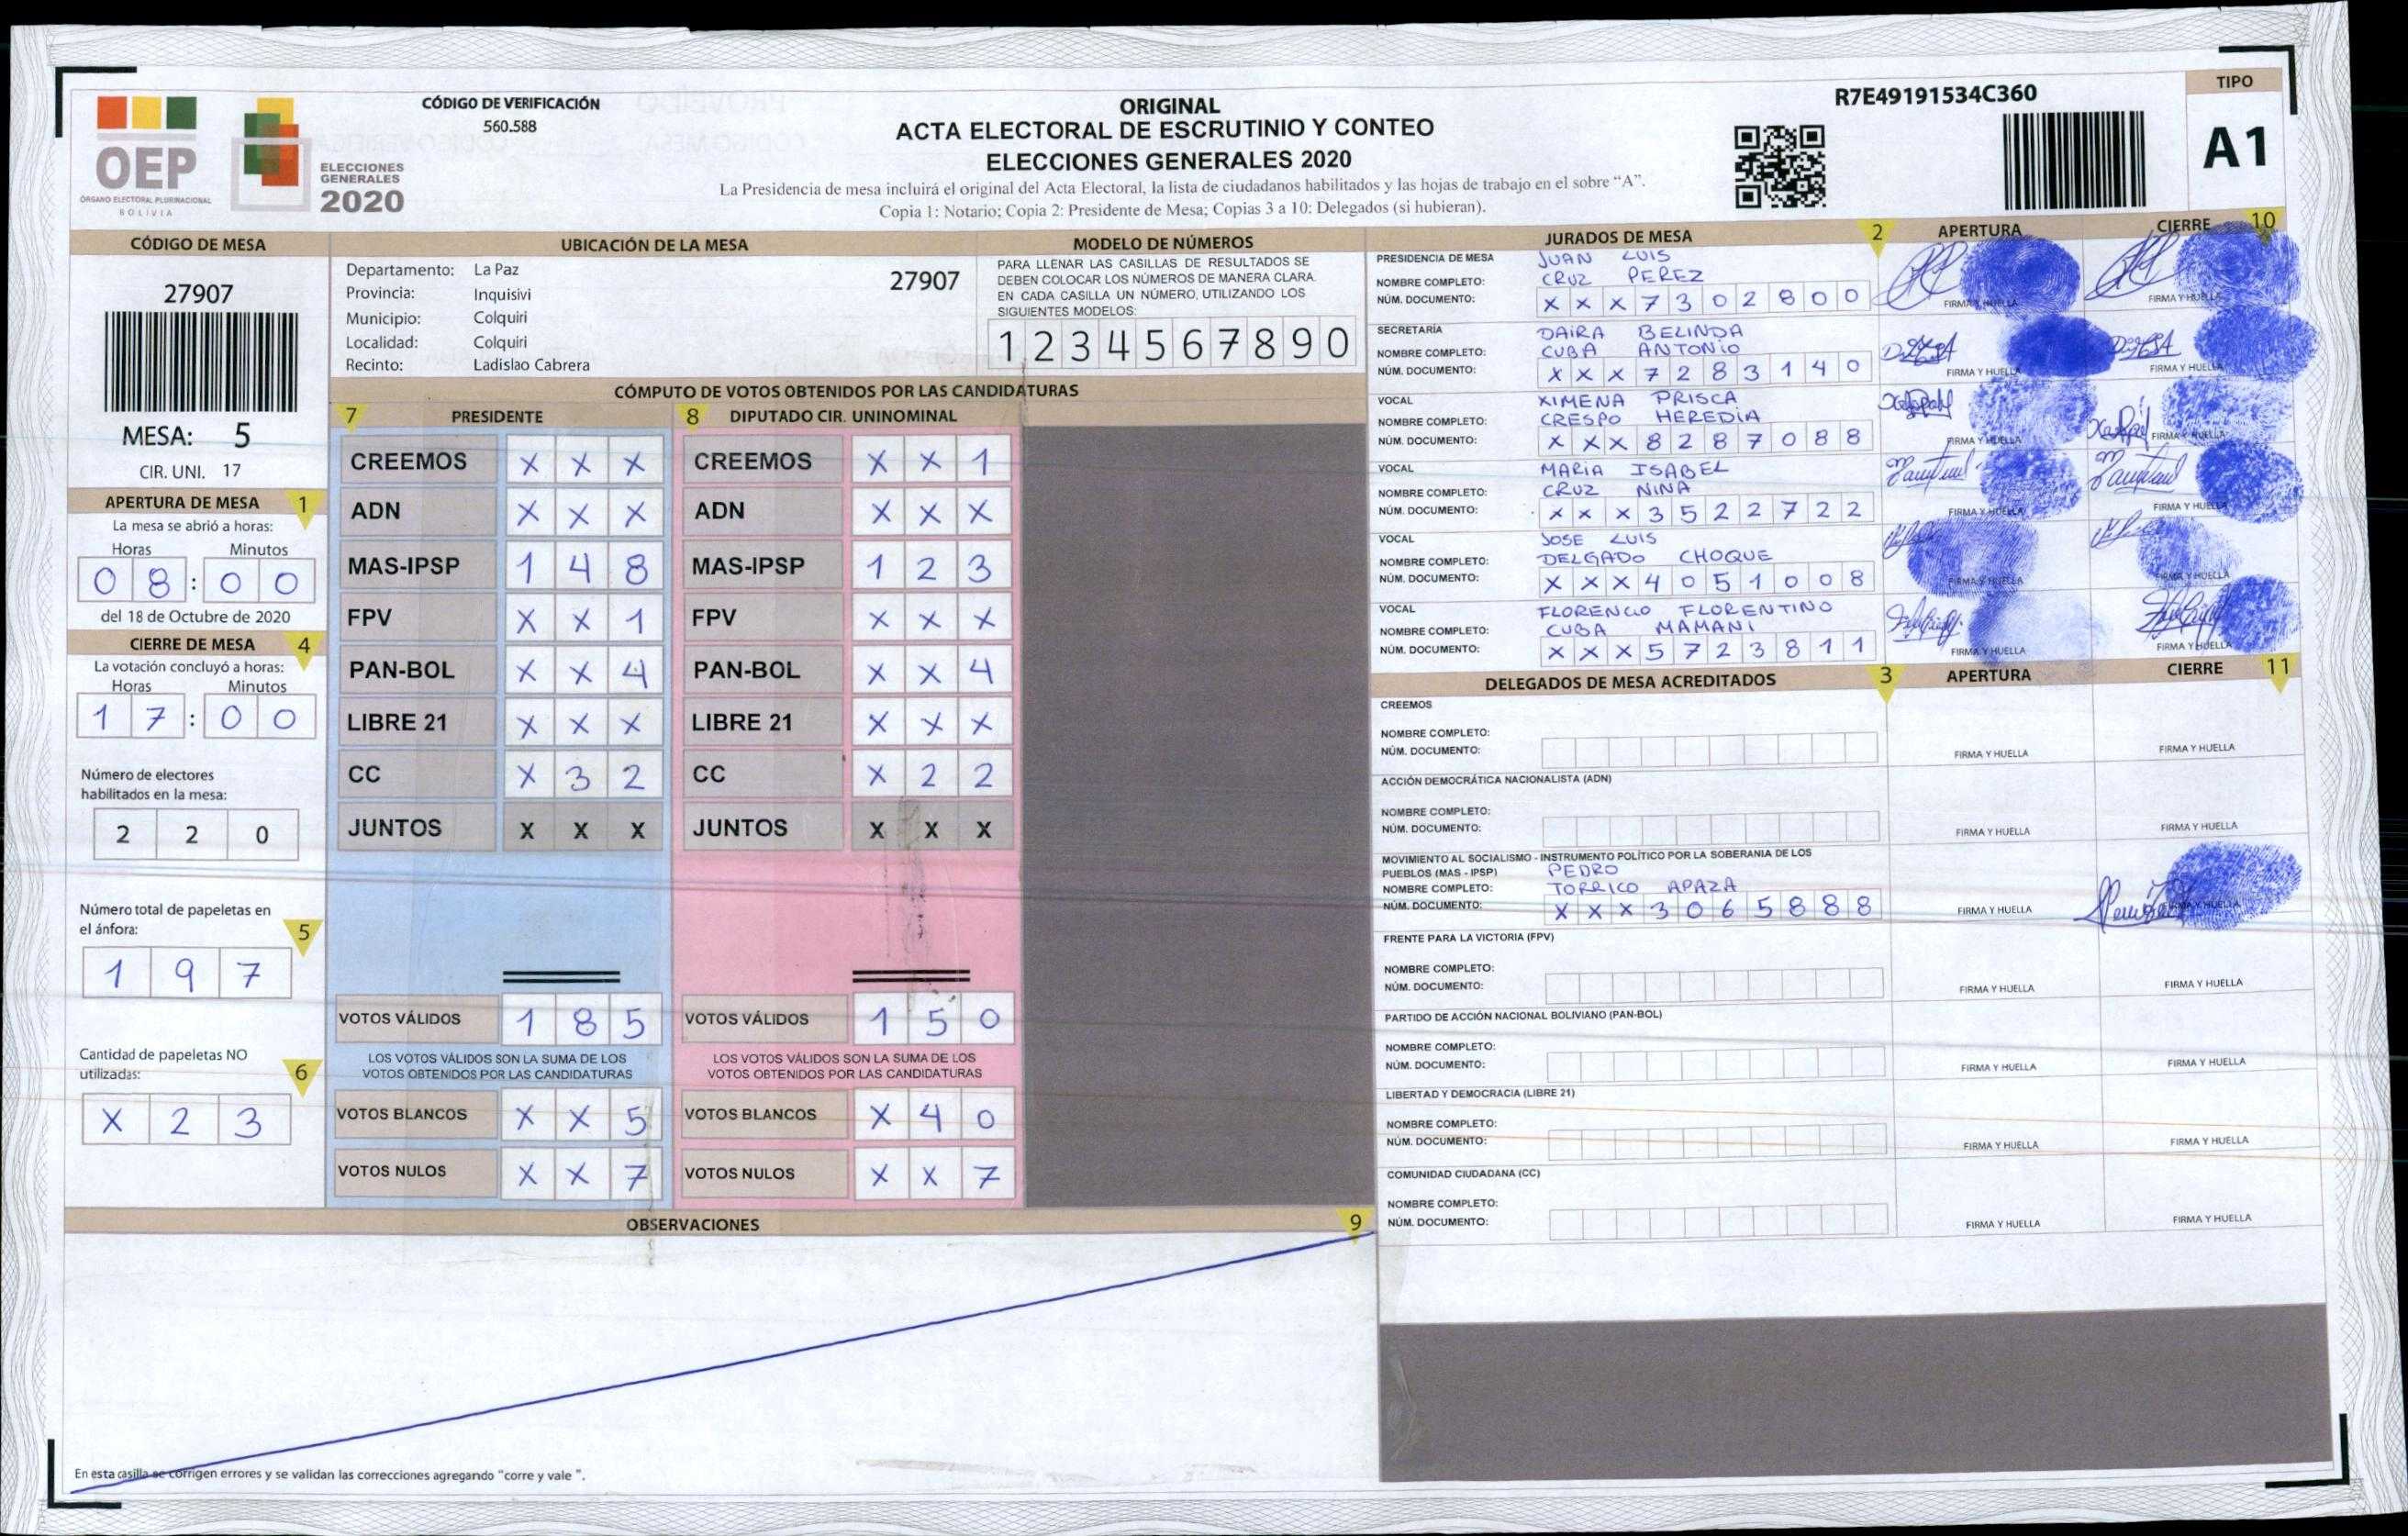 OEP
ÓRGANO ELECTORAL PLURINACIONAL
BOLIVIA
ELECCIONES
GENERALES
2020
CÓDIGO DE VERIFICACIÓN
560.588
ORIGINAL
ACTA ELECTORAL DE ESCRUTINIO Y CONTEO
ELECCIONES GENERALES 2020
La Presidencia de mesa incluirá el original del Acta Electoral, la lista de ciudadanos habilitados y las hojas de trabajo en el sobre “A”.
Copia 1: Notario; Copia 2: Presidente de Mesa; Copias 3 a 10: Delegados (si hubieran).
R7E49191534C360
TIPO
A1
CÓDIGO DE MESA
27907
MESA: 5
CIR. UNI. 17
APERTURA DE MESA 1
La mesa se abrió a horas:
Horas Minutos
0 8 : 0 0
del 18 de Octubre de 2020
CIERRE DE MESA 4
La votación concluyó a horas:
Horas Minutos
1 7 : 0 0
Número de electores
habilitados en la mesa:
2 2 0
Número total de papeletas en
el ánfora: 5
1 9 7
Cantidad de papeletas NO
utilizadas: 6
X 2 3
UBICACIÓN DE LA MESA
Departamento: La Paz
27907
Provincia: Inquisivi
Municipio: Colquiri
Localidad: Colquiri
Recinto: Ladislao Cabrera
MODELO DE NÚMEROS
PARA LLENAR LAS CASILLAS DE RESULTADOS SE
DEBEN COLOCAR LOS NÚMEROS DE MANERA CLARA.
EN CADA CASILLA UN NÚMERO, UTILIZANDO LOS
SIGUIENTES MODELOS:
1 2 3 4 5 6 7 8 9 0
CÓMPUTO DE VOTOS OBTENIDOS POR LAS CANDIDATURAS
7 PRESIDENTE 8 DIPUTADO CIR. UNINOMINAL
CREEMOS X X X CREEMOS X X 1
ADN X X X ADN X X X
MAS-IPSP 1 4 8 MAS-IPSP 1 2 3
FPV X X 1 FPV X X X
PAN-BOL X X 4 PAN-BOL X X 4
LIBRE 21 X X X LIBRE 21 X X X
CC X 3 2 CC X 2 2
JUNTOS X X X JUNTOS X X X
VOTOS VÁLIDOS 1 8 5 VOTOS VÁLIDOS 1 5 0
LOS VOTOS VÁLIDOS SON LA SUMA DE LOS LOS VOTOS VÁLIDOS SON LA SUMA DE LOS
VOTOS OBTENIDOS POR LAS CANDIDATURAS VOTOS OBTENIDOS POR LAS CANDIDATURAS
VOTOS BLANCOS X X 5 VOTOS BLANCOS X 4 0
VOTOS NULOS X X 7 VOTOS NULOS X X 7
OBSERVACIONES 9
En esta casilla se corrigen errores y se validan las correcciones agregando “corre y vale ”.
JURADOS DE MESA 2 APERTURA CIERRE 10
PRESIDENCIA DE MESA JUAN LUIS
NOMBRE COMPLETO: CRUZ PEREZ
NÚM. DOCUMENTO: X X X 7 3 0 2 8 0 0 FIRMA Y HUELLA FIRMA Y HUELLA
SECRETARÍA DAIRA BELINDA
NOMBRE COMPLETO: CUBA ANTONIO
NÚM. DOCUMENTO: X X X 7 2 8 3 1 4 0 FIRMA Y HUELLA FIRMA Y HUELLA
VOCAL XIMENA PRISCA
NOMBRE COMPLETO: CRESPO HEREDIA
NÚM. DOCUMENTO: X X X 8 2 8 7 0 8 8 FIRMA Y HUELLA FIRMA Y HUELLA
VOCAL MARIA ISABEL
NOMBRE COMPLETO: CRUZ NINA
NÚM. DOCUMENTO: X X X 3 5 2 2 7 2 2 FIRMA Y HUELLA FIRMA Y HUELLA
VOCAL JOSE LUIS
NOMBRE COMPLETO: DELGADO CHOQUE
NÚM. DOCUMENTO: X X X 4 0 5 1 0 0 8 FIRMA Y HUELLA FIRMA Y HUELLA
VOCAL FLORENCIO FLORENTINO
NOMBRE COMPLETO: CUBA MAMANI
NÚM. DOCUMENTO: X X X 5 7 2 3 8 1 1 FIRMA Y HUELLA FIRMA Y HUELLA
DELEGADOS DE MESA ACREDITADOS 3 APERTURA CIERRE 11
CREEMOS
NOMBRE COMPLETO:
NÚM. DOCUMENTO: FIRMA Y HUELLA FIRMA Y HUELLA
ACCIÓN DEMOCRÁTICA NACIONALISTA (ADN)
NOMBRE COMPLETO:
NÚM. DOCUMENTO: FIRMA Y HUELLA FIRMA Y HUELLA
MOVIMIENTO AL SOCIALISMO - INSTRUMENTO POLÍTICO POR LA SOBERANIA DE LOS
PUEBLOS (MAS - IPSP) PEDRO
NOMBRE COMPLETO: TORRICO APAZA
NÚM. DOCUMENTO: X X X 3 0 6 5 8 8 8 FIRMA Y HUELLA FIRMA Y HUELLA
FRENTE PARA LA VICTORIA (FPV)
NOMBRE COMPLETO:
NÚM. DOCUMENTO: FIRMA Y HUELLA FIRMA Y HUELLA
PARTIDO DE ACCIÓN NACIONAL BOLIVIANO (PAN-BOL)
NOMBRE COMPLETO:
NÚM. DOCUMENTO: FIRMA Y HUELLA FIRMA Y HUELLA
LIBERTAD Y DEMOCRACIA (LIBRE 21)
NOMBRE COMPLETO:
NÚM. DOCUMENTO: FIRMA Y HUELLA FIRMA Y HUELLA
COMUNIDAD CIUDADANA (CC)
NOMBRE COMPLETO:
NÚM. DOCUMENTO: FIRMA Y HUELLA FIRMA Y HUELLA